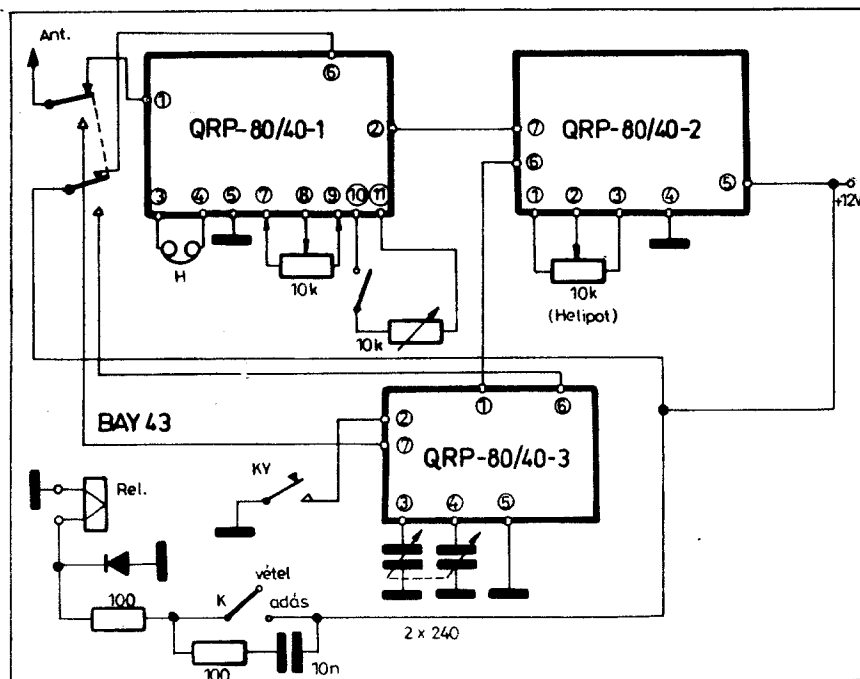 Ant.
QRP-80/40-1
① ② ③ ④ ⑤ ⑥ ⑦ ⑧ ⑨ ⑩ ⑪
H
10k
10k
QRP-80/40-2
① ② ③ ④ ⑤ ⑥ ⑦
+12V
10k
(Helipot)
BAY 43
QRP-80/40-3
① ② ③ ④ ⑤ ⑥ ⑦
KY
Rel.
vétel
K
adás
100
100
10n
2 x 240